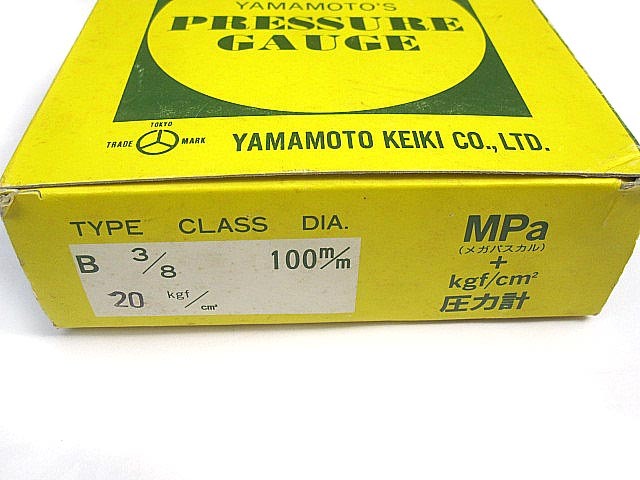 YAMAMOTO'S
PRESSURE
GAUGE
TOKYO
TRADE MARK
YAMAMOTO KEIKI CO., LTD.
TYPE CLASS DIA.
B 3/8 100m/m
20 kgf/cm²
MPa
(メガパスカル)
+
kgf/cm²
圧力計